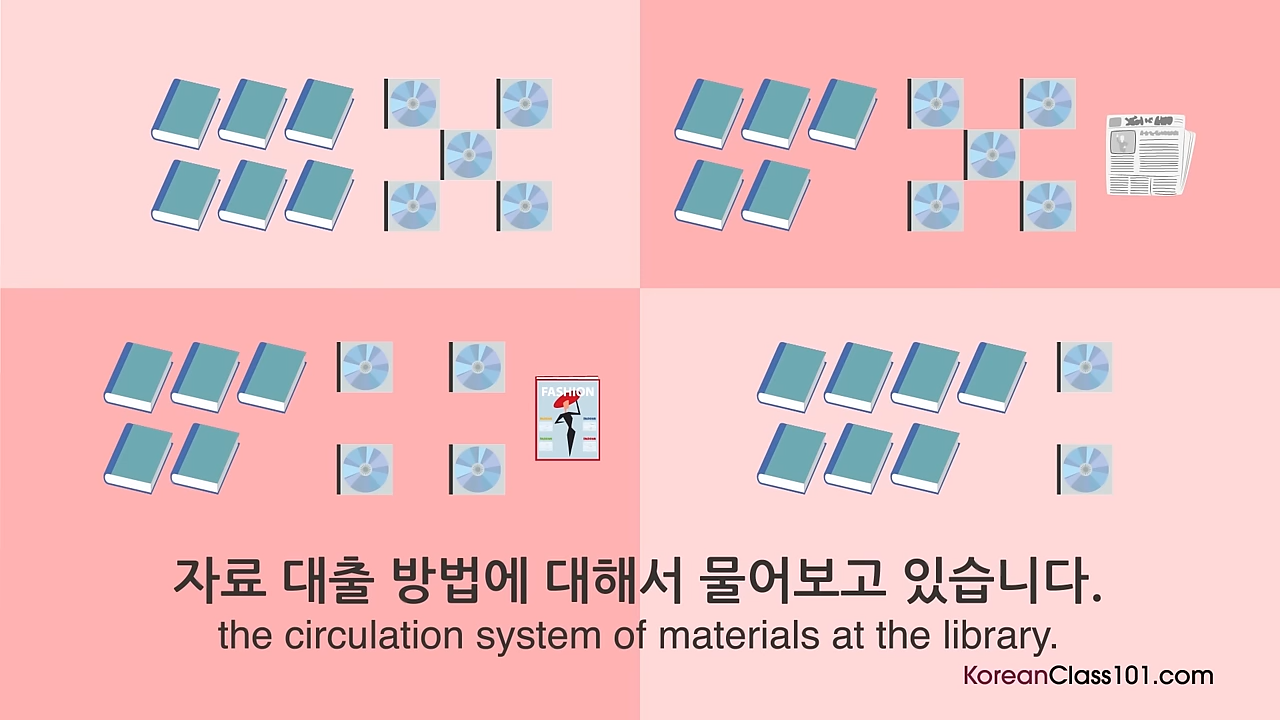 FASHION
자료 대출 방법에 대해서 물어보고 있습니다.
the circulation system of materials at the library.
KoreanClass101.com